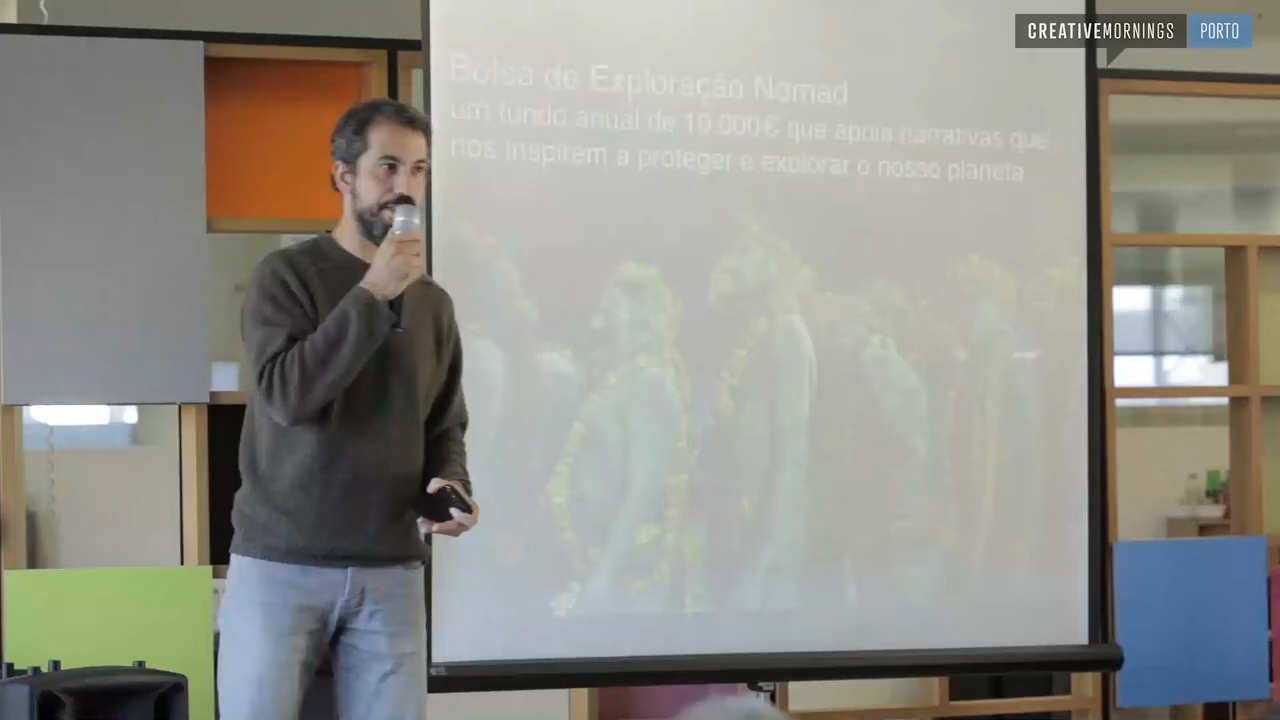 CREATIVEMORNINGS PORTO
Bolsa de Exploração Nomad
um fundo anual de 10.000€ que apoia narrativas que
nos inspirem a proteger e explorar o nosso planeta